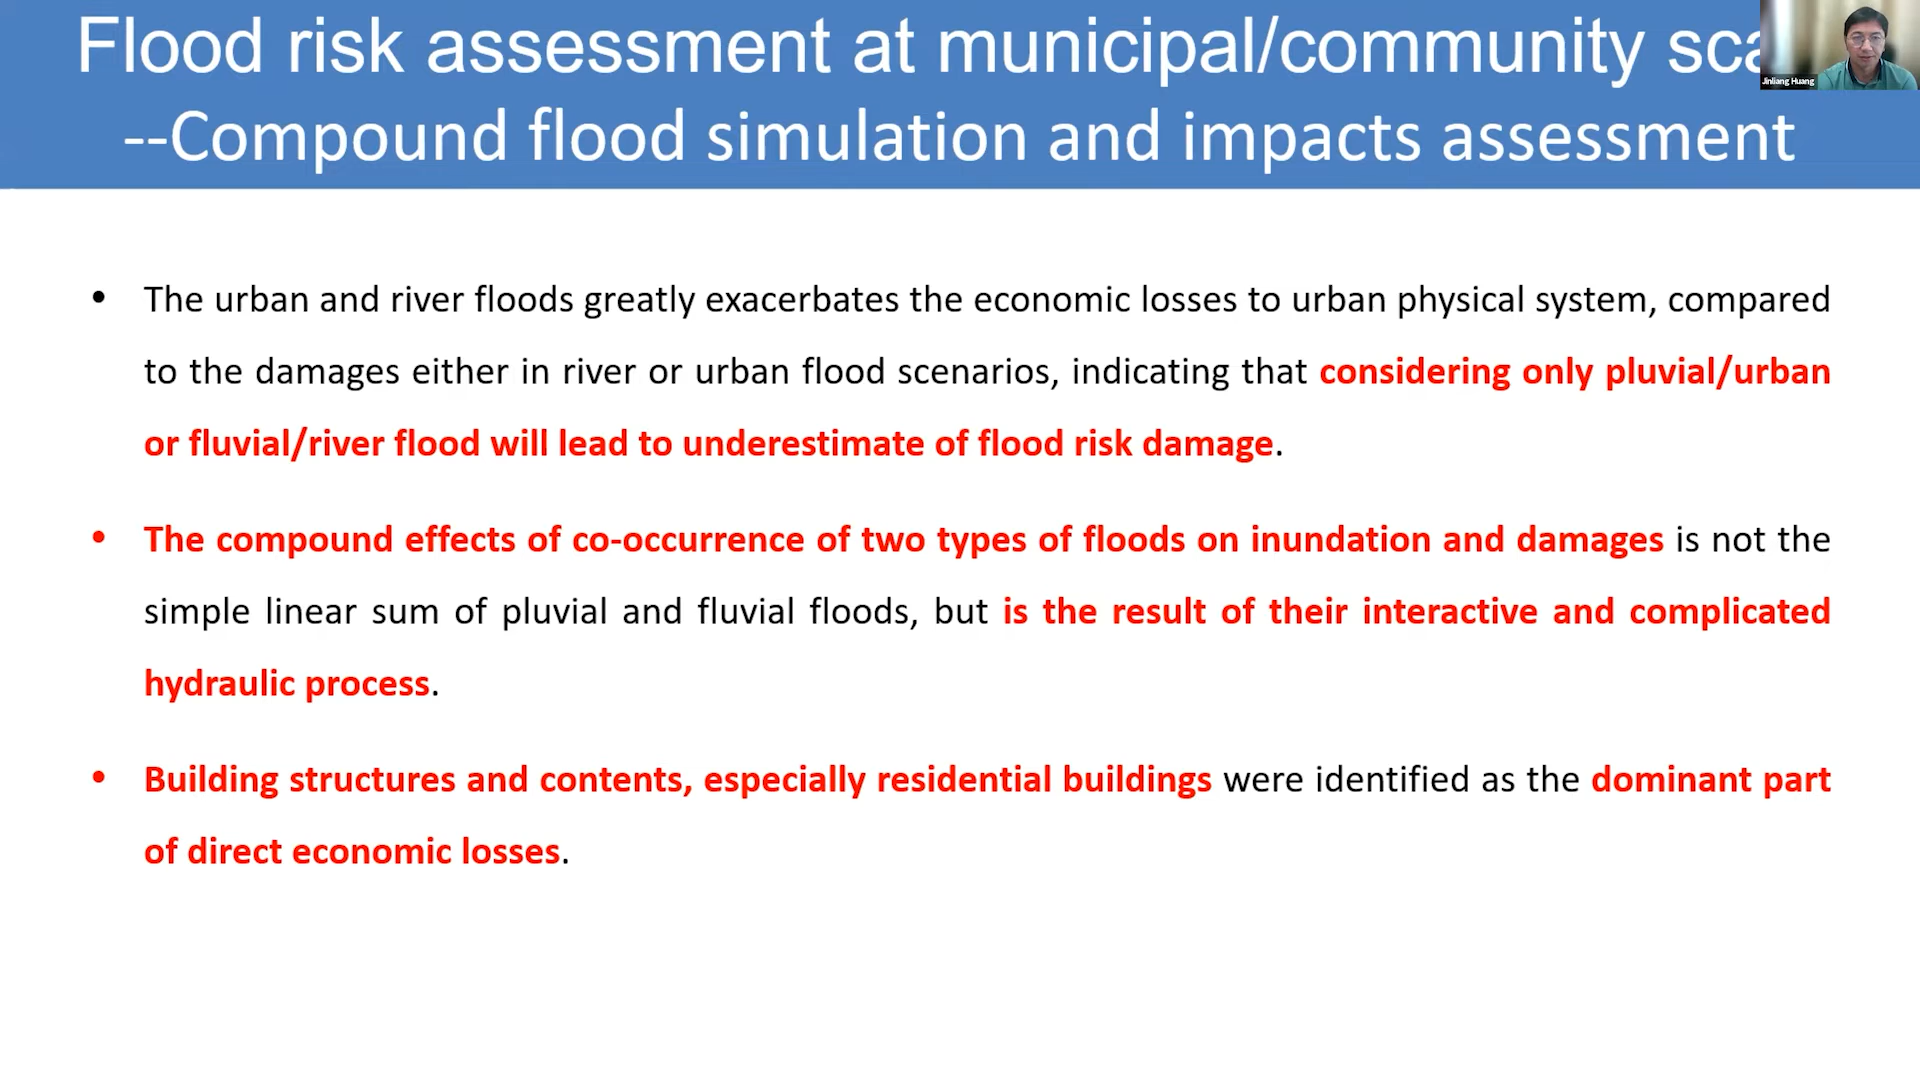 Flood risk assessment at municipal/community sca
--Compound flood simulation and impacts assessment
Jinliang Huang
• The urban and river floods greatly exacerbates the economic losses to urban physical system, compared
to the damages either in river or urban flood scenarios, indicating that considering only pluvial/urban
or fluvial/river flood will lead to underestimate of flood risk damage.
• The compound effects of co-occurrence of two types of floods on inundation and damages is not the
simple linear sum of pluvial and fluvial floods, but is the result of their interactive and complicated
hydraulic process.
• Building structures and contents, especially residential buildings were identified as the dominant part
of direct economic losses.